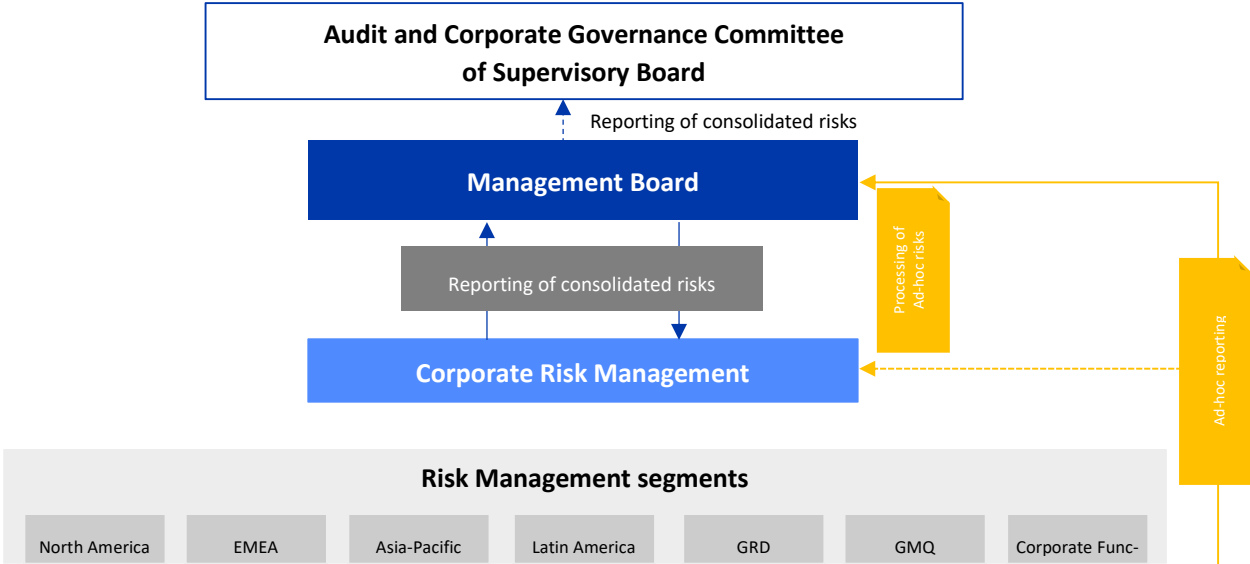 Audit and Corporate Governance Committee
of Supervisory Board
Reporting of consolidated risks
Management Board
Processing of
Ad-hoc risks
Reporting of consolidated risks
Ad-hoc reporting
Corporate Risk Management
Risk Management segments
North America
EMEA
Asia-Pacific
Latin America
GRD
GMQ
Corporate Func-